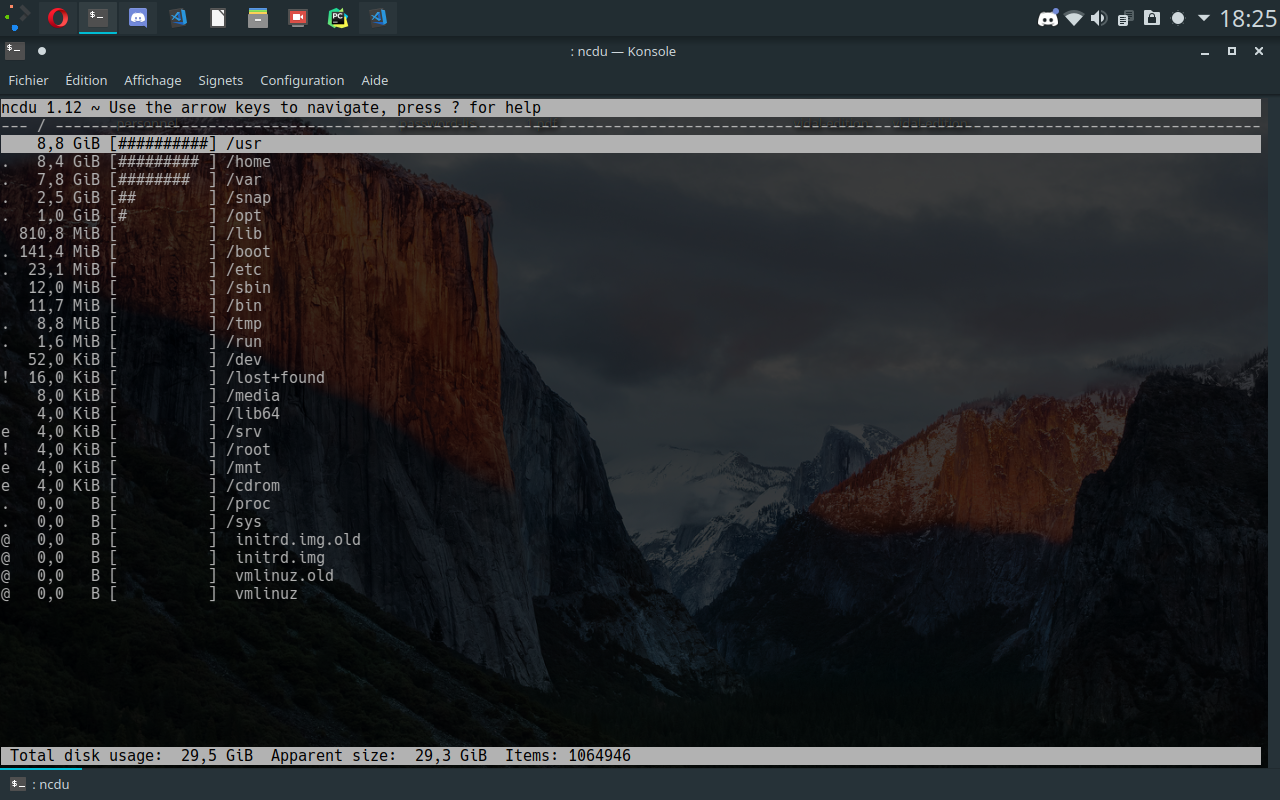 18:25
: ncdu — Konsole
Fichier Édition Affichage Signets Configuration Aide
ncdu 1.12 ~ Use the arrow keys to navigate, press ? for help
--- / ----------------------------------------------------------------------------------------------------------------------------------------
8,8 GiB [##########] /usr
. 8,4 GiB [######### ] /home
. 7,8 GiB [######## ] /var
. 2,5 GiB [## ] /snap
. 1,0 GiB [# ] /opt
810,8 MiB [ ] /lib
. 141,4 MiB [ ] /boot
. 23,1 MiB [ ] /etc
12,0 MiB [ ] /sbin
11,7 MiB [ ] /bin
. 8,8 MiB [ ] /tmp
. 1,6 MiB [ ] /run
52,0 KiB [ ] /dev
! 16,0 KiB [ ] /lost+found
8,0 KiB [ ] /media
4,0 KiB [ ] /lib64
e 4,0 KiB [ ] /srv
! 4,0 KiB [ ] /root
e 4,0 KiB [ ] /mnt
e 4,0 KiB [ ] /cdrom
. 0,0 B [ ] /proc
. 0,0 B [ ] /sys
@ 0,0 B [ ] initrd.img.old
@ 0,0 B [ ] initrd.img
@ 0,0 B [ ] vmlinuz.old
@ 0,0 B [ ] vmlinuz
Total disk usage: 29,5 GiB Apparent size: 29,3 GiB Items: 1064946
: ncdu